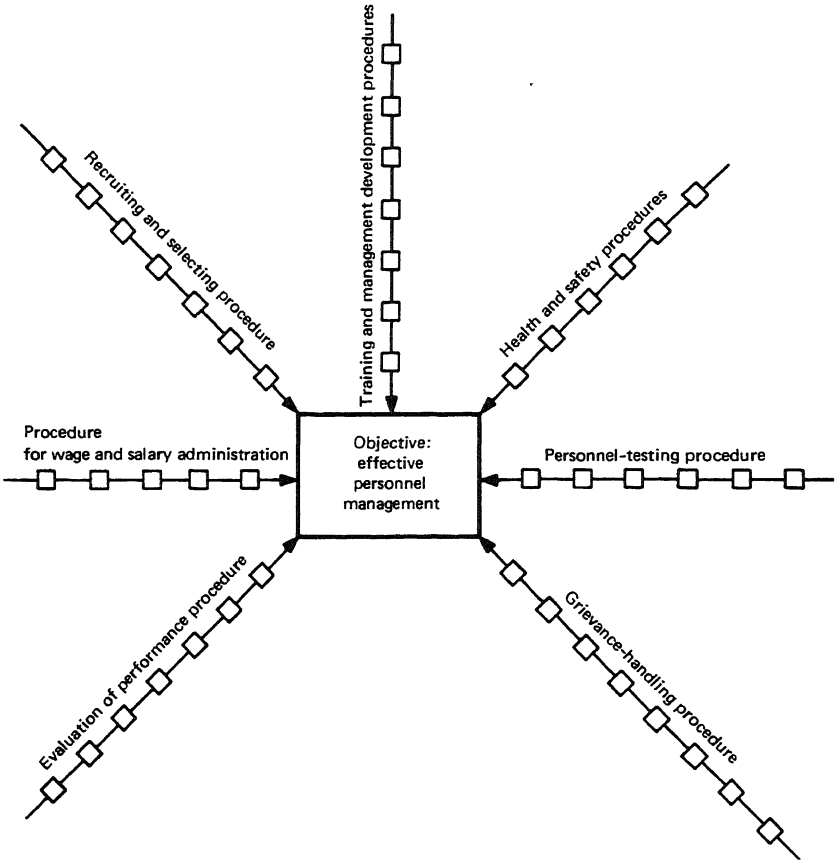 Training and management development procedures
Recruiting and selecting procedure
Health and safety procedures
Procedure
for wage and salary administration
Objective:
effective
personnel
management
Personnel-testing procedure
Evaluation of performance procedure
Grievance-handling procedure